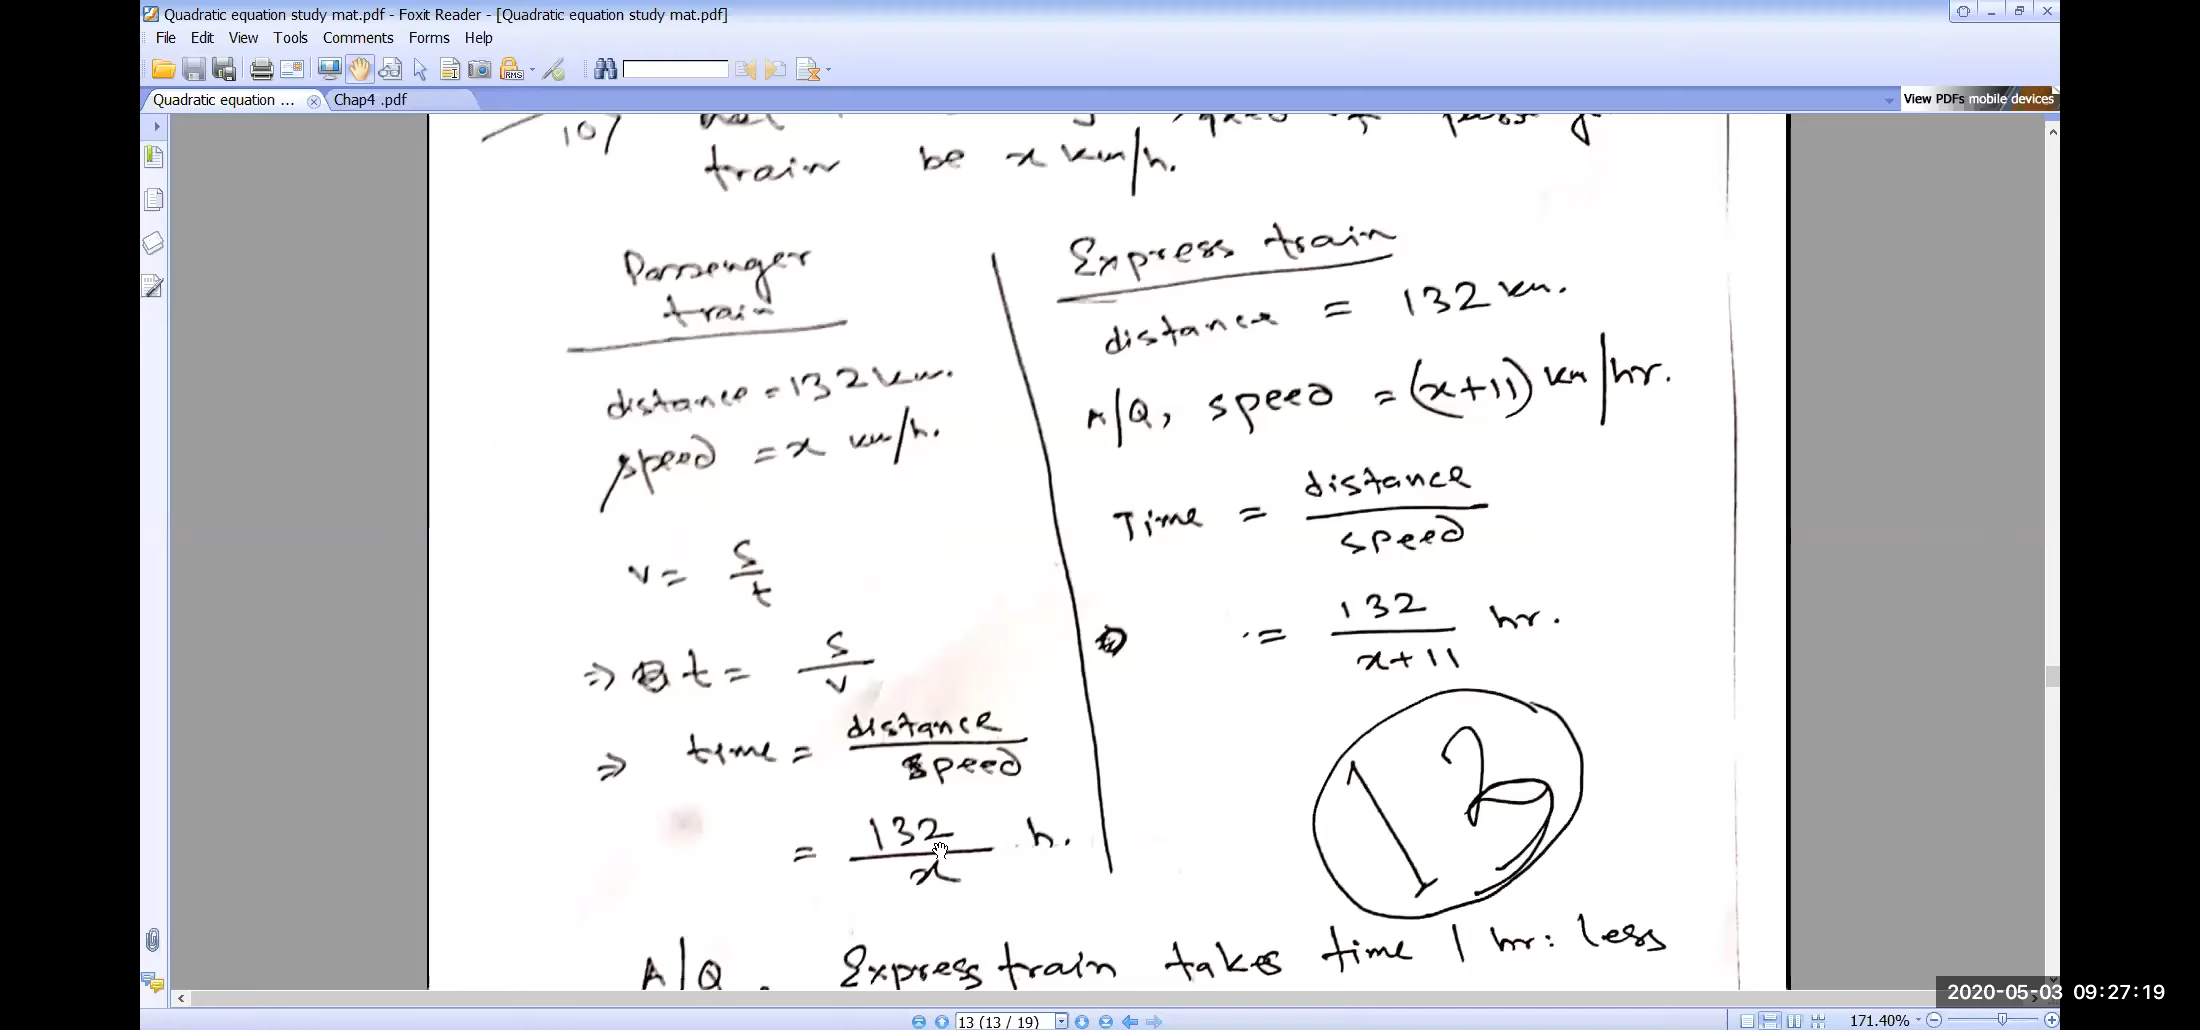 Quadratic equation study mat.pdf - Foxit Reader - [Quadratic equation study mat.pdf]
File Edit View Tools Comments Forms Help
RMS
Quadratic equation ... Chap4 .pdf
View PDFs mobile devices
107
train be x km/h.
Passenger
train
distance = 132 km.
speed = x km/h.
v = s/t
⇒ t = s/v
⇒ time = distance/speed
= 132/x h.
Express train
distance = 132 km.
A/Q, speed = (x+11) km/hr.
Time = distance/speed
= 132/x+11 hr.
13
A/Q, Express train takes time 1 hr. less
2020-05-03 09:27:19
13 (13 / 19)
171.40%